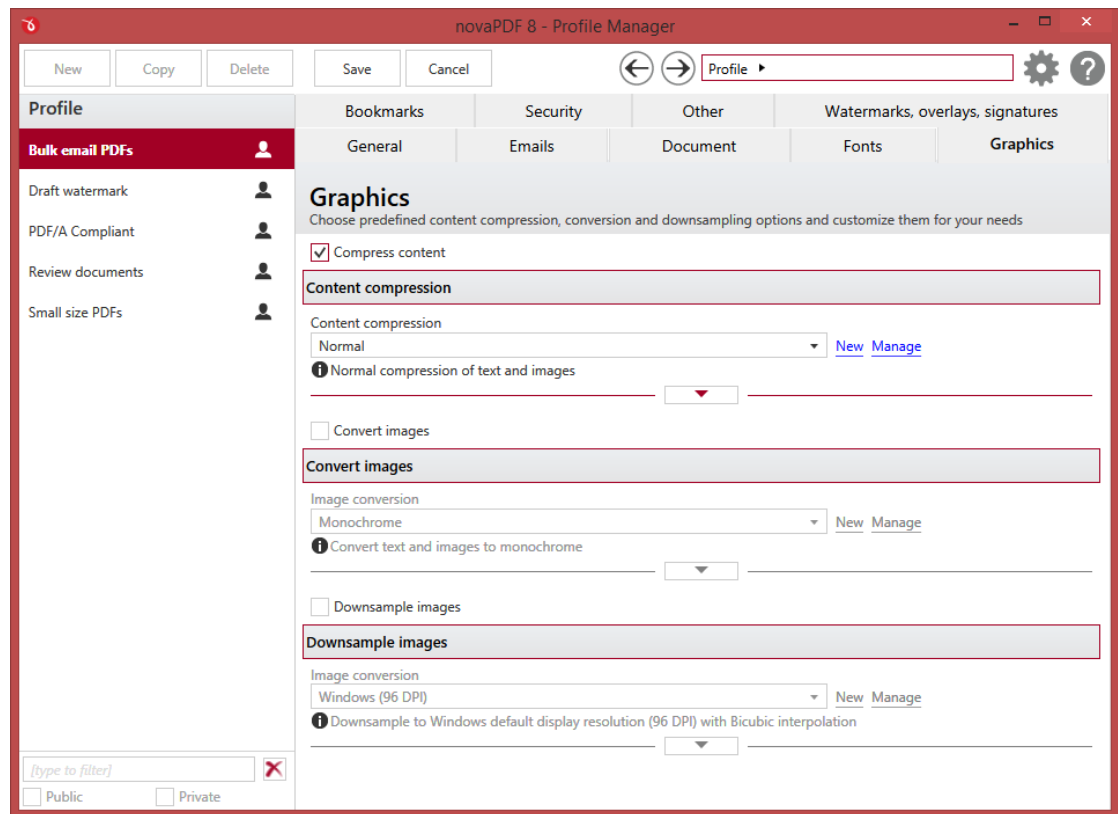 novaPDF 8 - Profile Manager
New Copy Delete Save Cancel Profile
Profile
Bulk email PDFs
Draft watermark
PDF/A Compliant
Review documents
Small size PDFs
[type to filter]
Public Private
Bookmarks Security Other Watermarks, overlays, signatures
General Emails Document Fonts Graphics
Graphics
Choose predefined content compression, conversion and downsampling options and customize them for your needs
Compress content
Content compression
Content compression
Normal New Manage
Normal compression of text and images
Convert images
Convert images
Image conversion
Monochrome New Manage
Convert text and images to monochrome
Downsample images
Downsample images
Image conversion
Windows (96 DPI) New Manage
Downsample to Windows default display resolution (96 DPI) with Bicubic interpolation